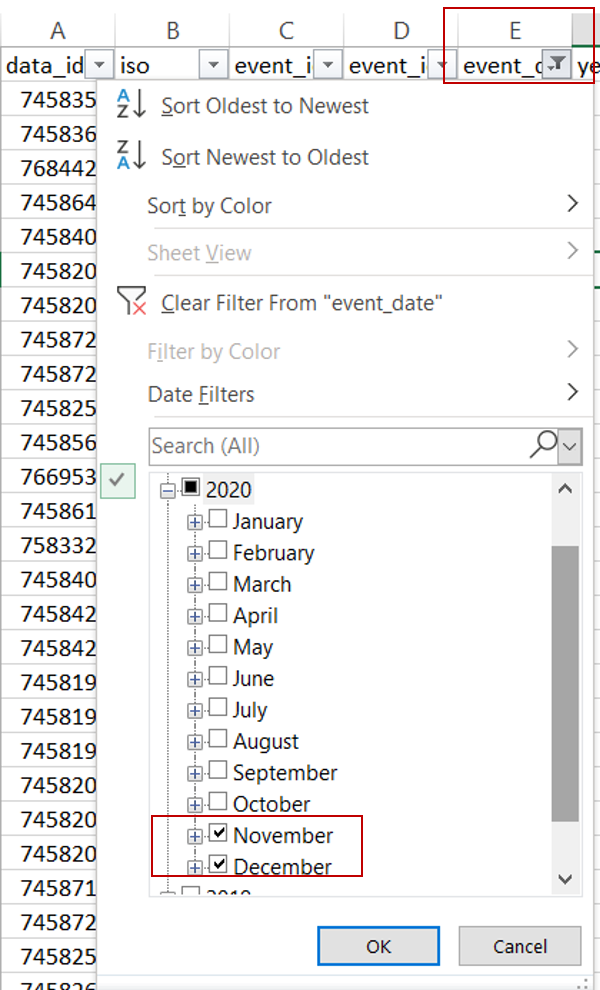 A B C D E
data_id iso event_i event_i event_d ye
745835
745836
768442
745864
745840
745820
745820
745872
745872
745825
745856
766953
745861
758332
745840
745842
745842
745819
745819
745819
745820
745820
745820
745871
745872
745825
745826
A Z Sort Oldest to Newest
Z A Sort Newest to Oldest
Sort by Color
Sheet View
Clear Filter From "event_date"
Filter by Color
Date Filters
Search (All)
2020
January
February
March
April
May
June
July
August
September
October
November
December
2019
OK Cancel